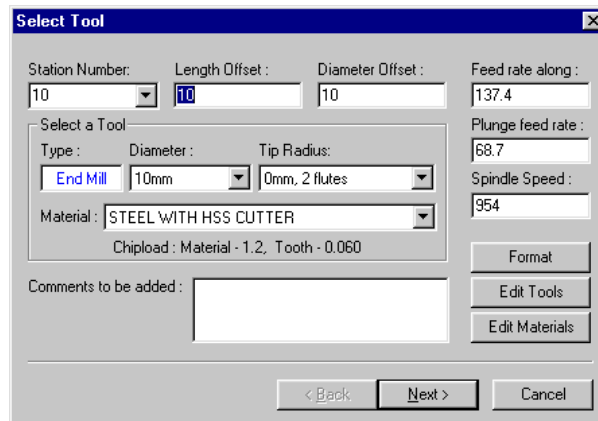 Select Tool
Station Number: Length Offset : Diameter Offset : Feed rate along :
10 10 10 137.4
Select a Tool Plunge feed rate :
Type : Diameter : Tip Radius: 68.7
End Mill 10mm 0mm, 2 flutes Spindle Speed :
954
Material : STEEL WITH HSS CUTTER
Chipload : Material - 1.2, Tooth - 0.060
Format
Comments to be added : Edit Tools
Edit Materials
< Back Next > Cancel